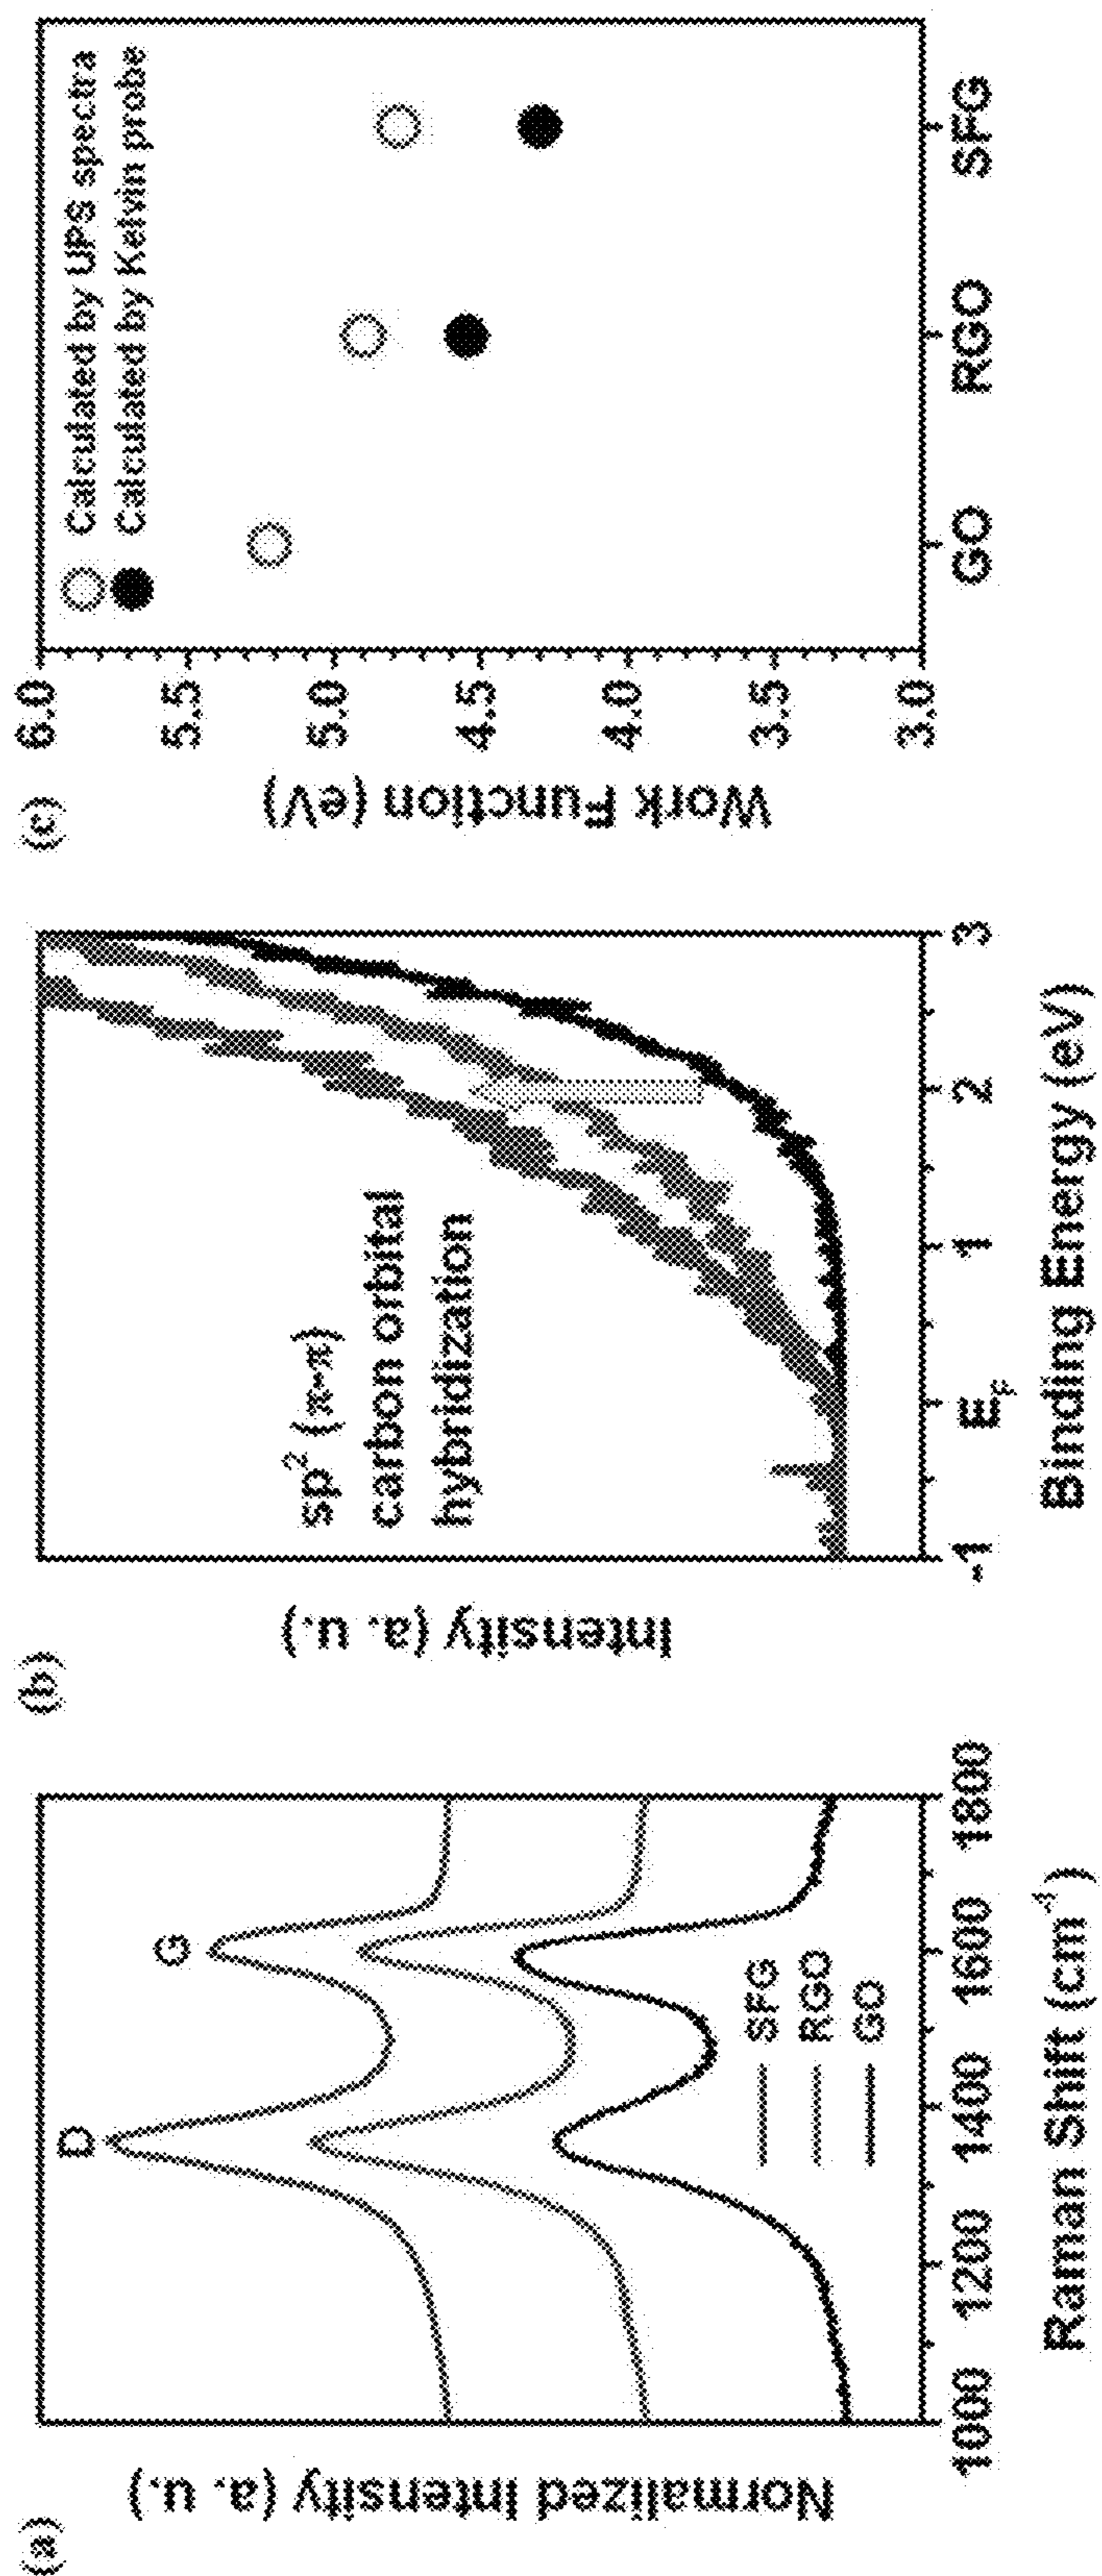 (a)
Normalized Intensity (a. u.)
D
G
SFG
RGO
GO
1000
1200
1400
1600
1800
Raman Shift (cm⁻¹)
(b)
Intensity (a. u.)
sp² (π-π)
carbon orbital
hybridization
-1
E_F
1
2
3
Binding Energy (eV)
(c)
Work Function (eV)
6.0
5.5
5.0
4.5
4.0
3.5
3.0
Calculated by UPS spectra
Calculated by Kelvin probe
GO
RGO
SFG